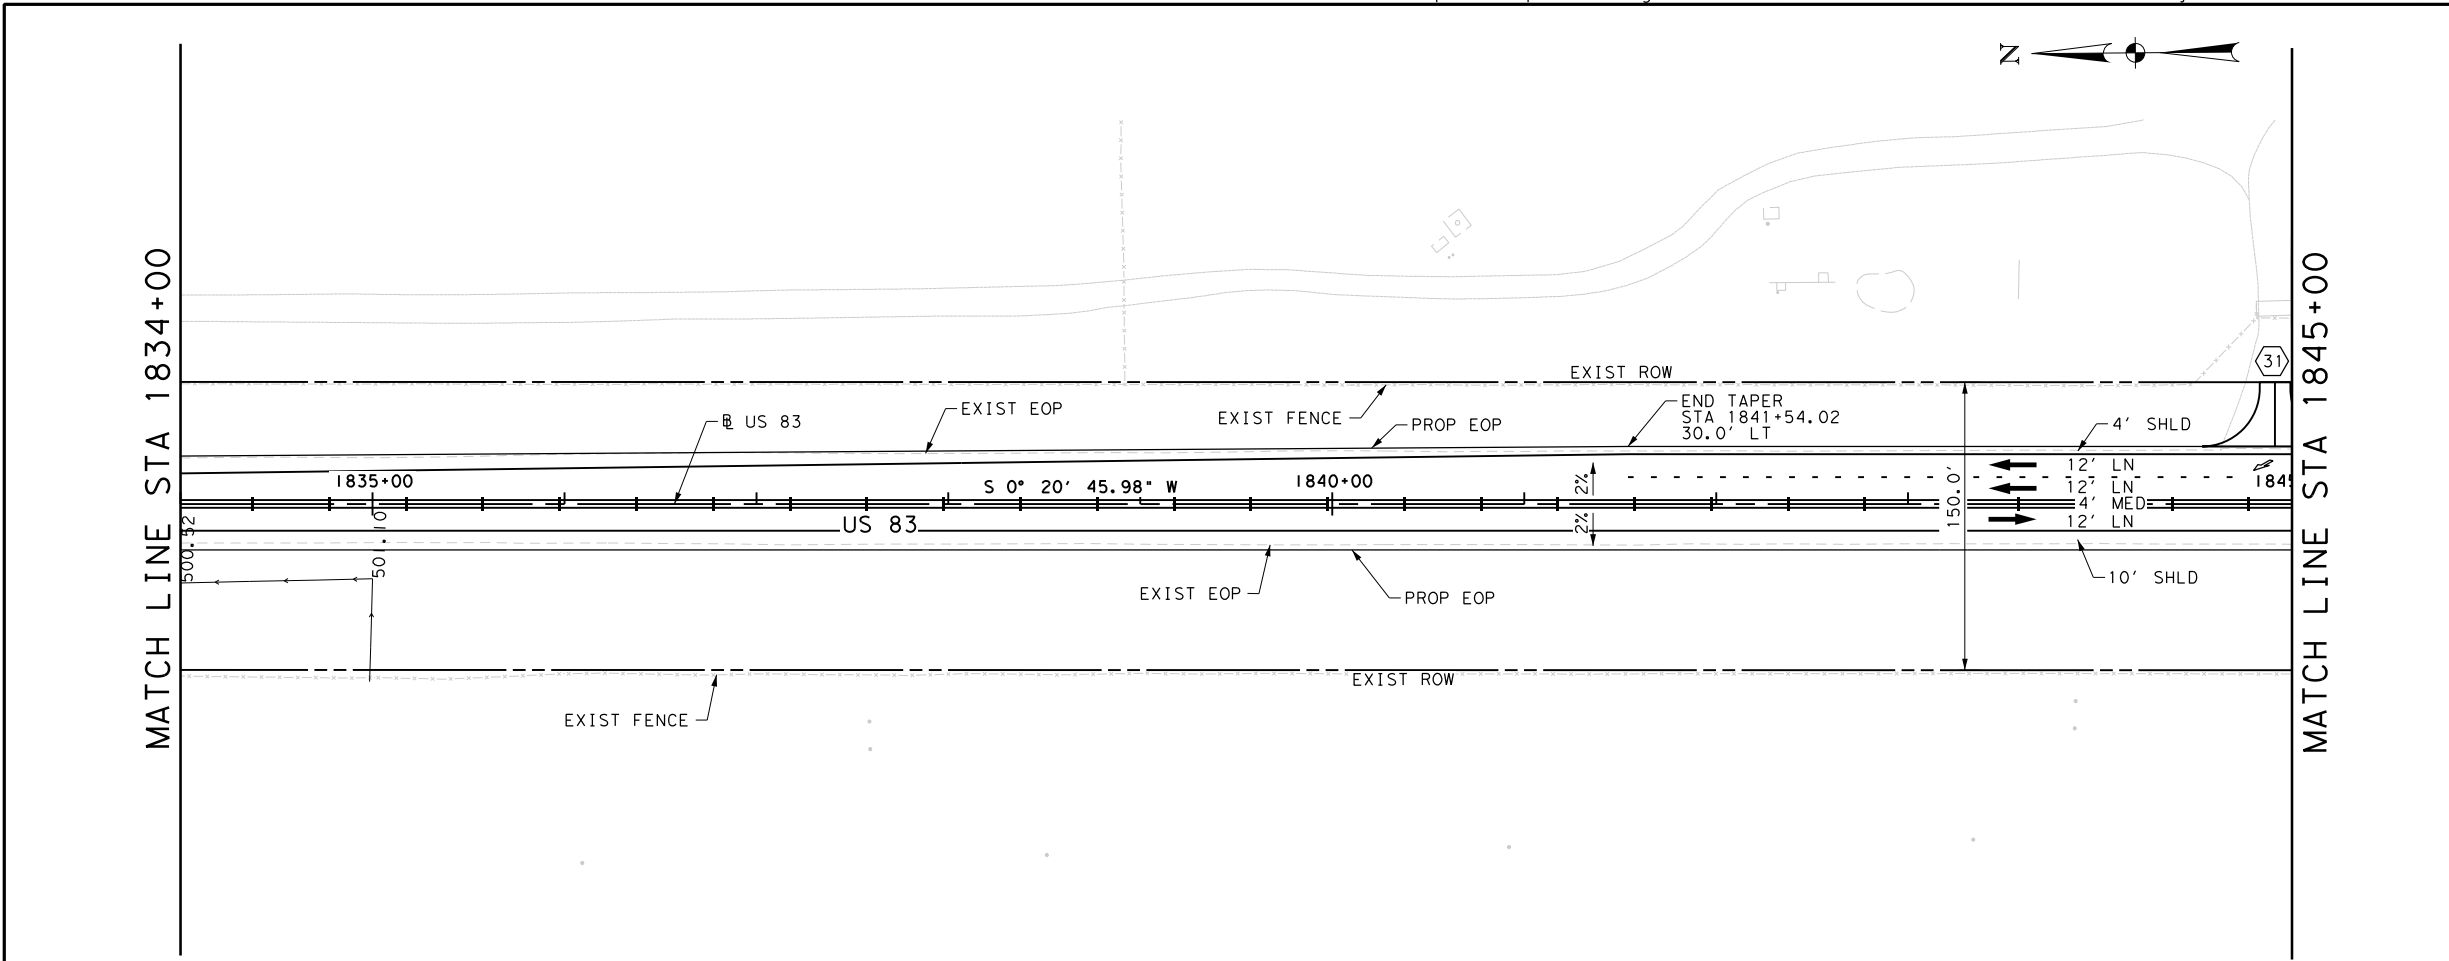 N
MATCH LINE STA 1834+00
MATCH LINE STA 1845+00
31
EXIST ROW
EXIST EOP
EXIST FENCE
PROP EOP
END TAPER
STA 1841+54.02
30.0' LT
4' SHLD
℄ US 83
1835+00
S 0° 20' 45.98" W
1840+00
2%
12' LN
12' LN
4' MED
12' LN
150.0'
US 83
2%
500.52
501.10
EXIST EOP
PROP EOP
10' SHLD
EXIST ROW
EXIST FENCE